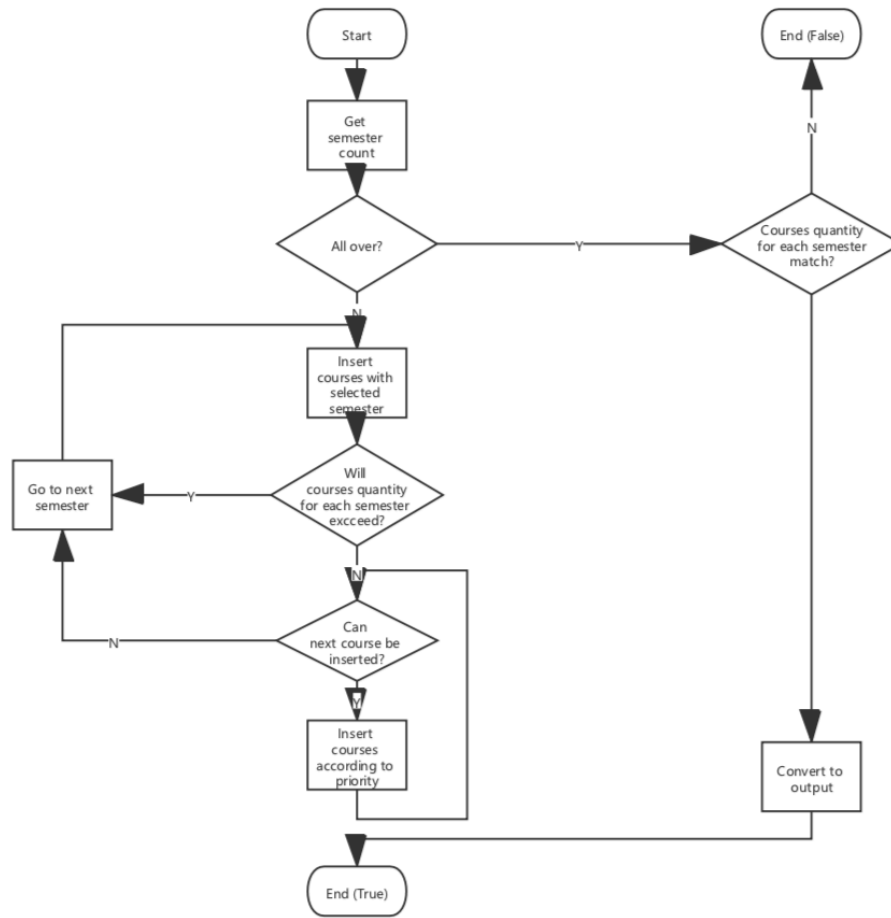 Start
End (False)
Get
semester
count
N
All over?
Y
Courses quantity
for each semester
match?
N
Insert
courses with
selected
semester
Go to next
semester
Y
Will
courses quantity
for each semester
excceed?
N
Can
next course be
inserted?
N
Y
Insert
courses
according to
priority
Convert to
output
End (True)